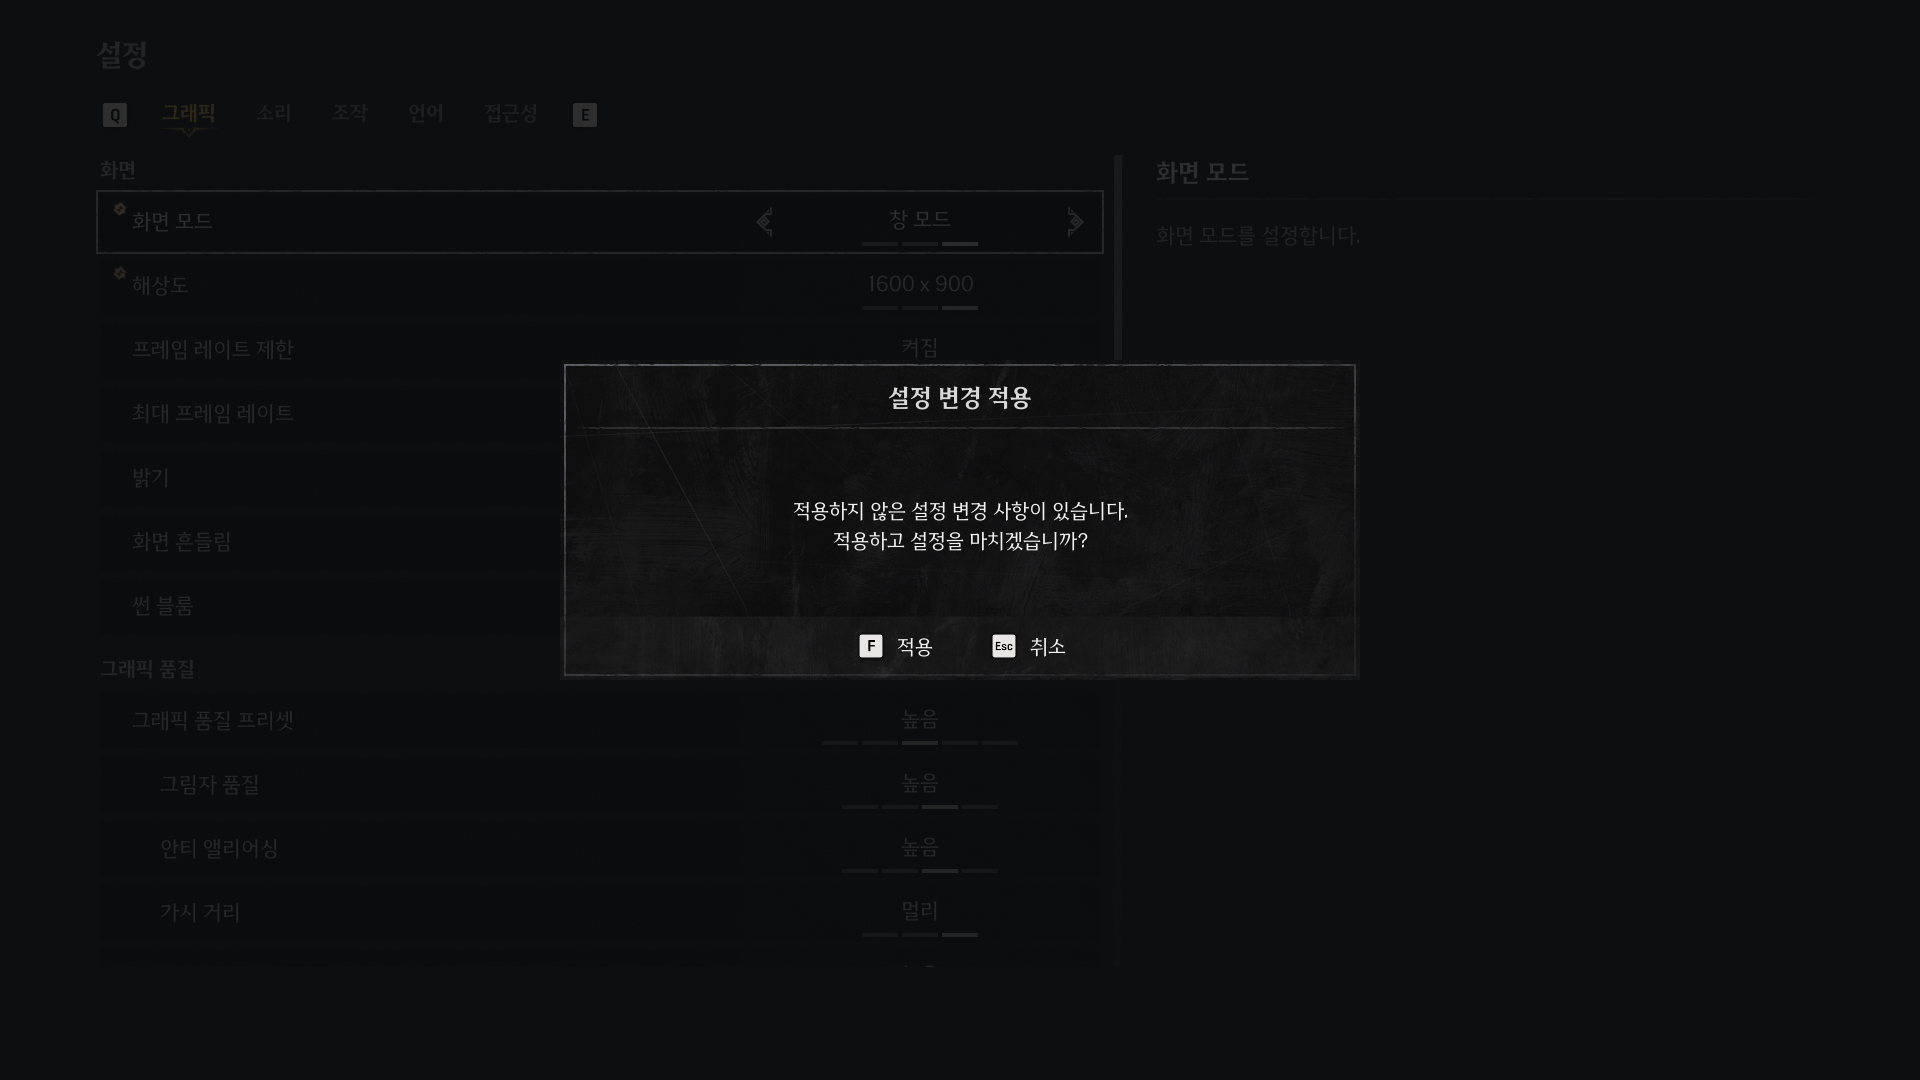 설정
Q 그래픽 소리 조작 언어 접근성 E
화면
화면 모드 창 모드
해상도 1600 x 900
프레임 레이트 제한 켜짐
최대 프레임 레이트
밝기
화면 흔들림
썬 블룸
그래픽 품질
그래픽 품질 프리셋 높음
그림자 품질 높음
안티 앨리어싱 높음
가시 거리 멀리
화면 모드
화면 모드를 설정합니다.
설정 변경 적용
적용하지 않은 설정 변경 사항이 있습니다.
적용하고 설정을 마치겠습니까?
F 적용 Esc 취소